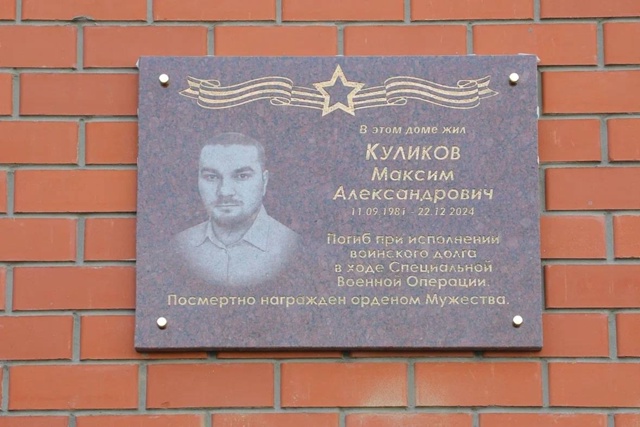 В этом доме жил
КУЛИКОВ
Максим
Александрович
11.09.1981 - 22.12.2024
Погиб при исполнении
воинского долга
в ходе Специальной
Военной Операции.
Посмертно награжден орденом Мужества.